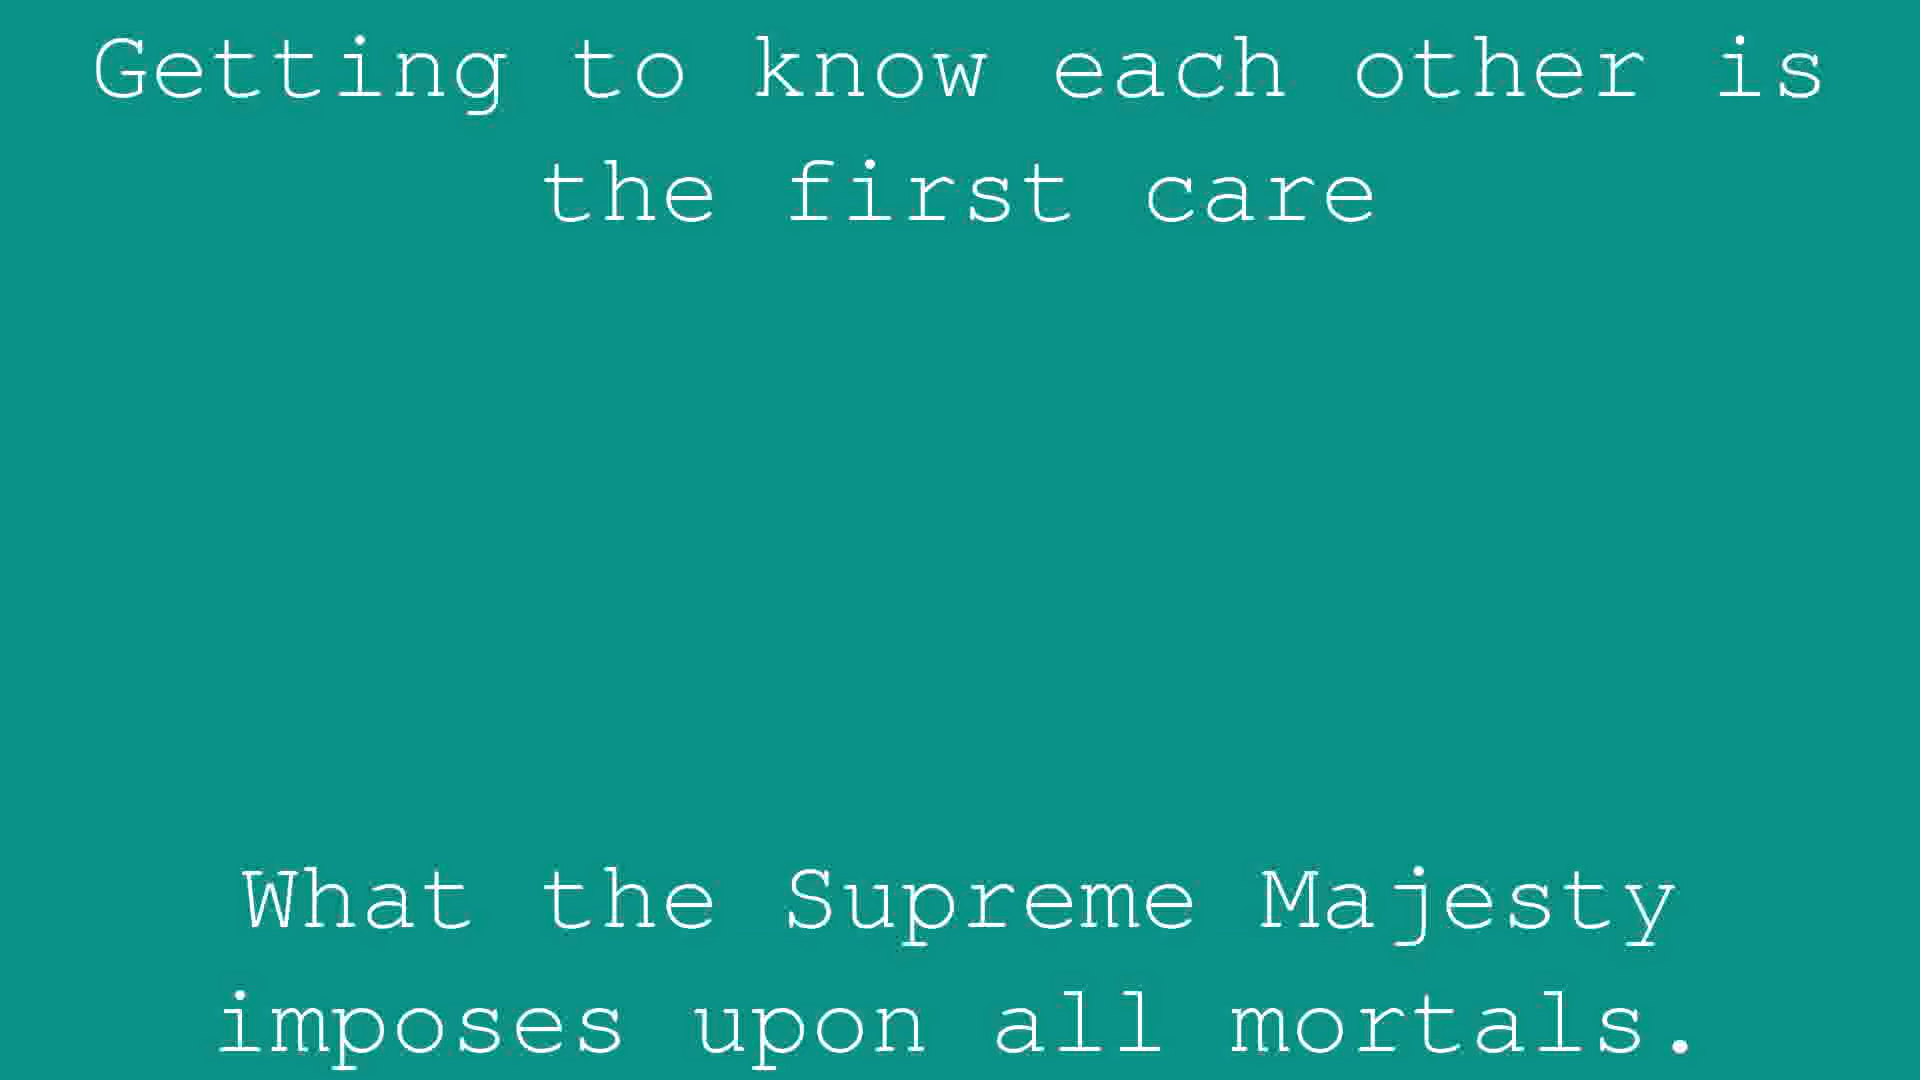 Getting to know each other is
the first care
What the Supreme Majesty
imposes upon all mortals.